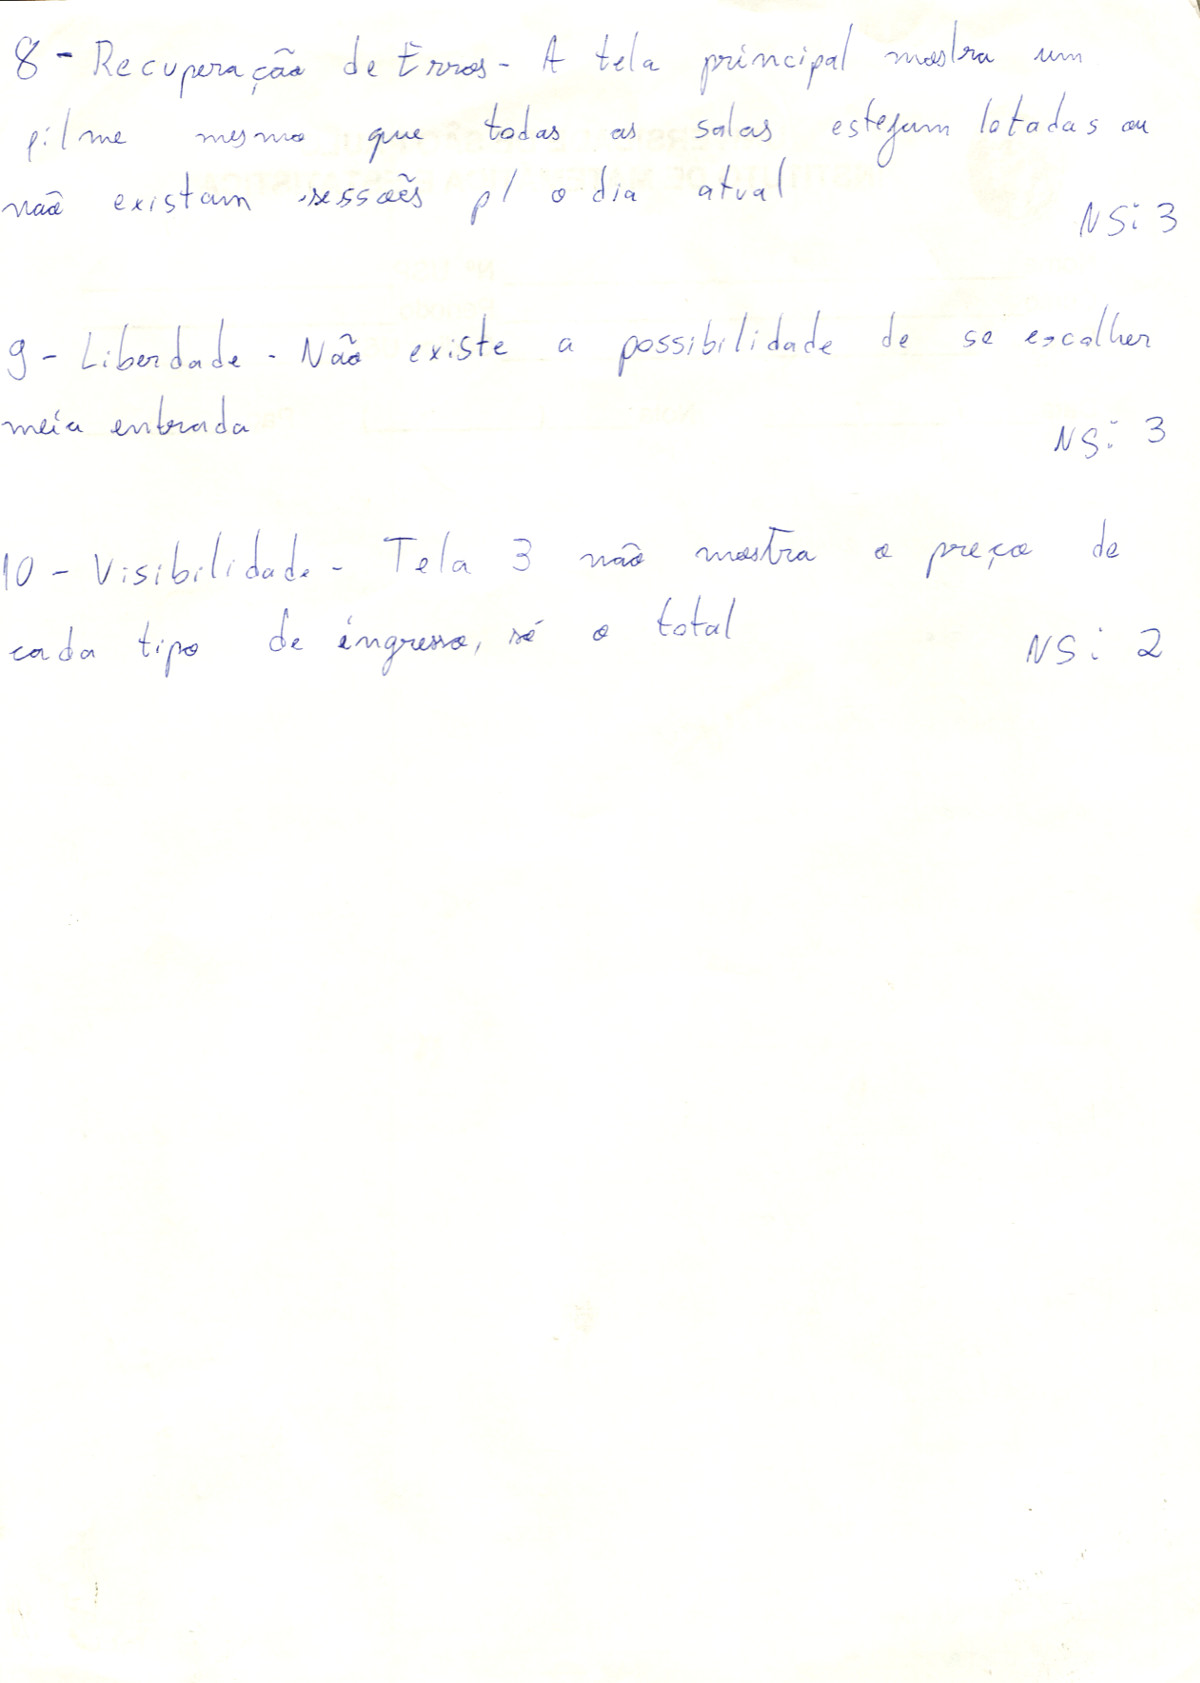 8 - Recuperação de Erros - A tela principal mostra um
filme mesmo que todas as salas estejam lotadas ou
não existam sessões p/ o dia atual
NS: 3
9 - Liberdade - Não existe a possibilidade de se escolher
meia entrada
NS: 3
10 - Visibilidade - Tela 3 não mostra o preço de
cada tipo de ingresso, só o total
NS: 2